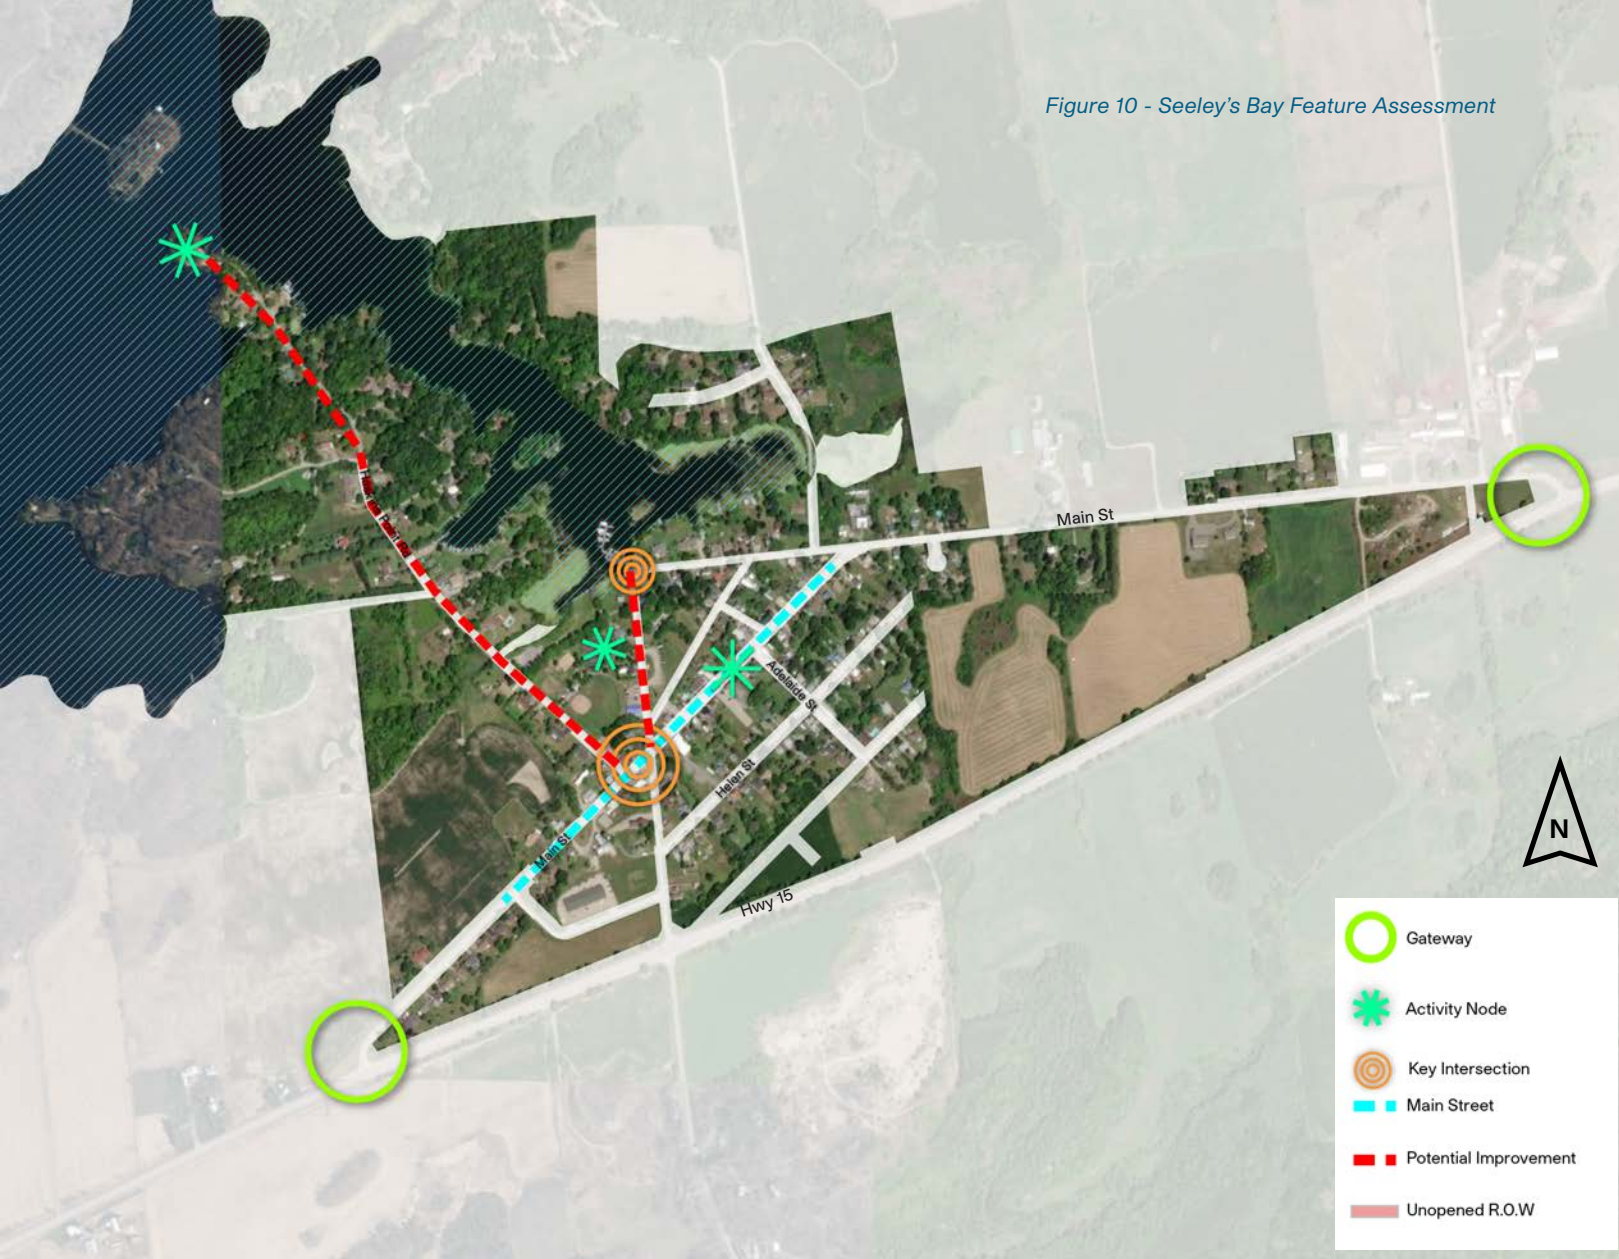 Figure 10 - Seeley's Bay Feature Assessment
Main St
Adelaide St
Helen St
Main St
Hwy 15
N
Gateway
Activity Node
Key Intersection
Main Street
Potential Improvement
Unopened R.O.W